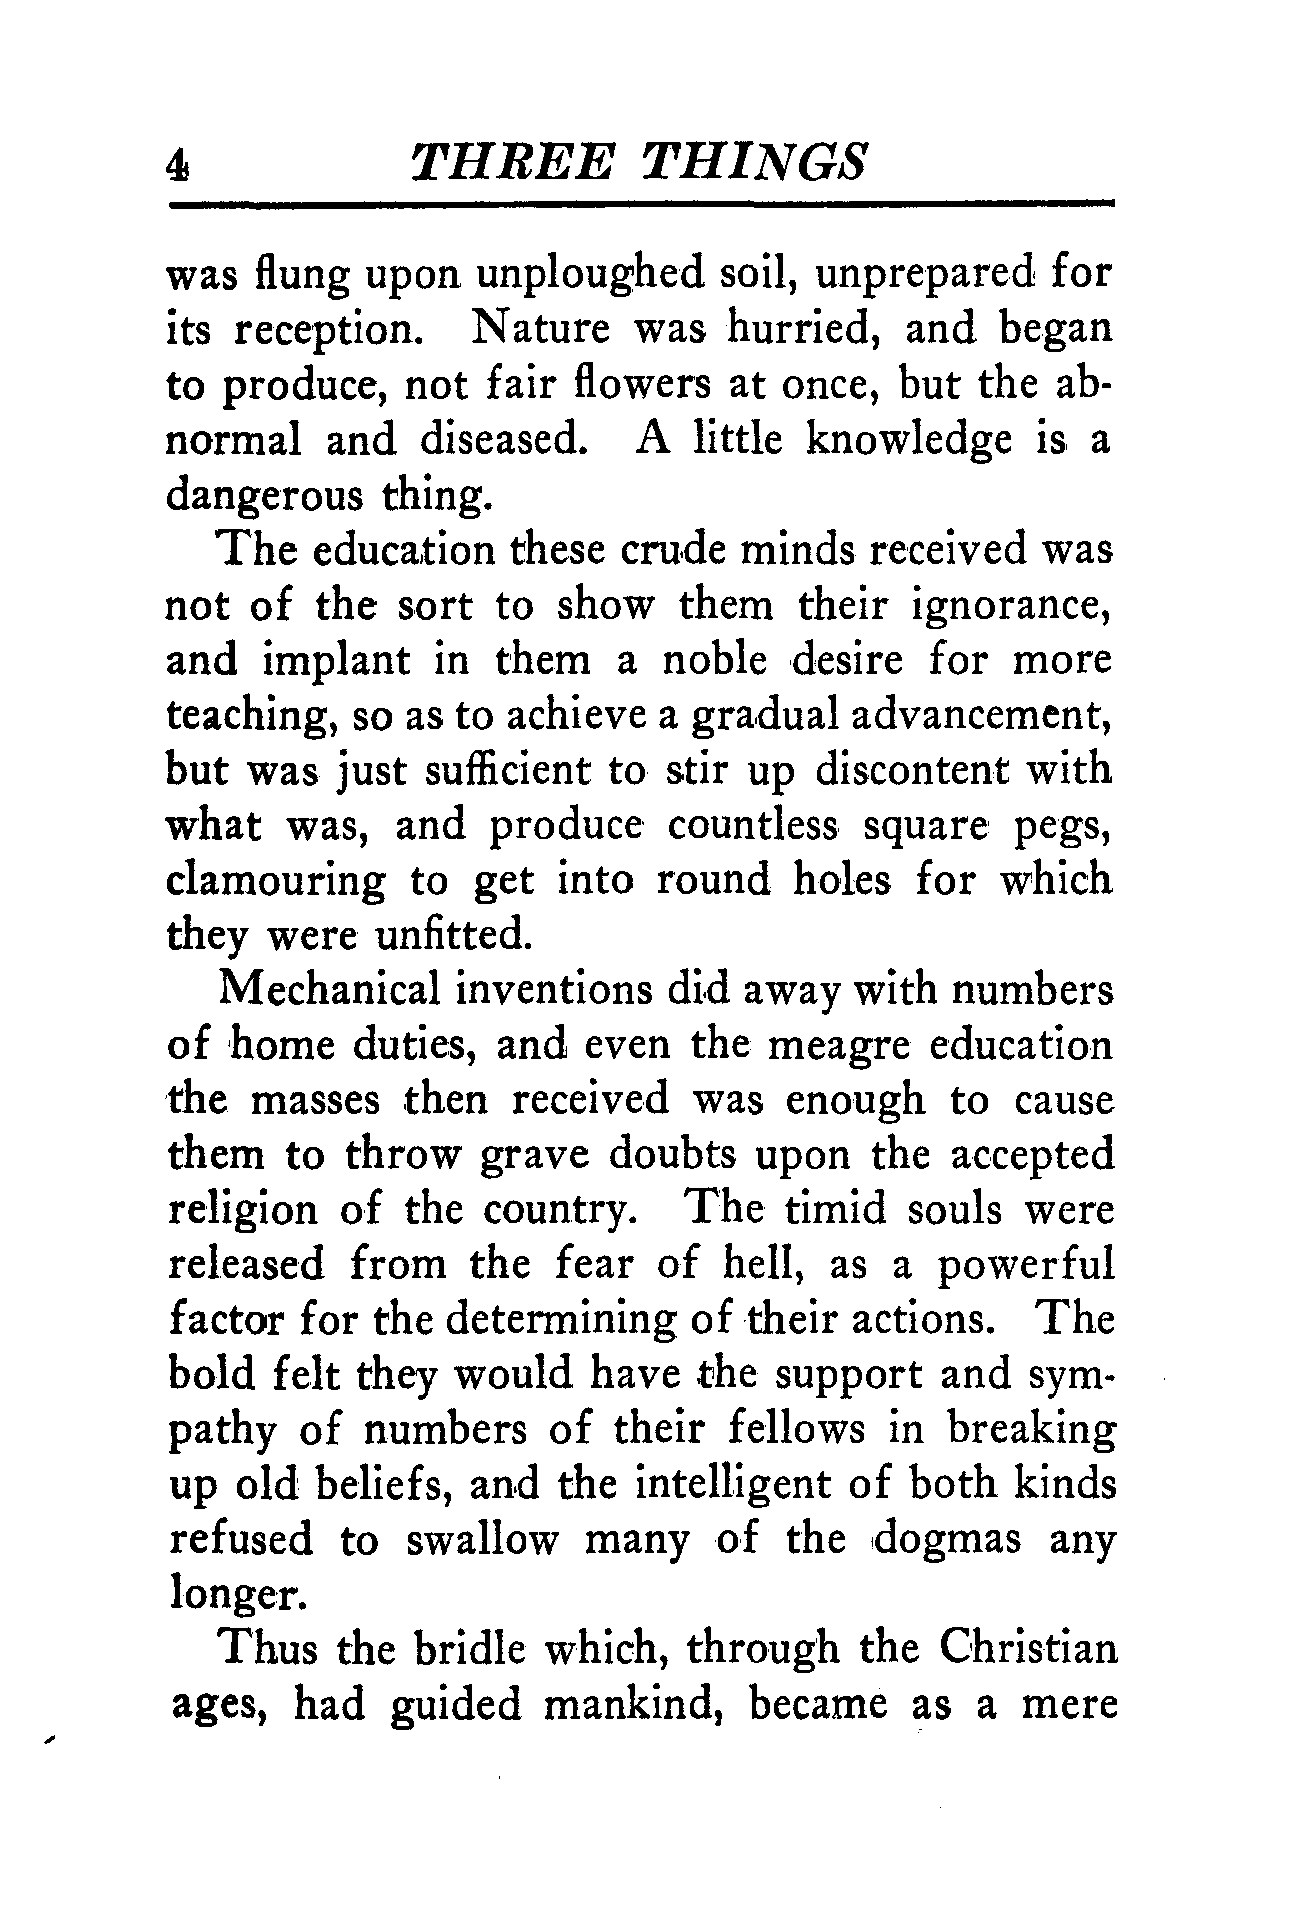 4 THREE THINGS
was flung upon unploughed soil, unprepared for
its reception. Nature was hurried, and began
to produce, not fair flowers at once, but the ab-
normal and diseased. A little knowledge is a
dangerous thing.
The education these crude minds received was
not of the sort to show them their ignorance,
and implant in them a noble desire for more
teaching, so as to achieve a gradual advancement,
but was just sufficient to stir up discontent with
what was, and produce countless square pegs,
clamouring to get into round holes for which
they were unfitted.
Mechanical inventions did away with numbers
of home duties, and even the meagre education
the masses then received was enough to cause
them to throw grave doubts upon the accepted
religion of the country. The timid souls were
released from the fear of hell, as a powerful
factor for the determining of their actions. The
bold felt they would have the support and sym-
pathy of numbers of their fellows in breaking
up old beliefs, and the intelligent of both kinds
refused to swallow many of the dogmas any
longer.
Thus the bridle which, through the Christian
ages, had guided mankind, became as a mere